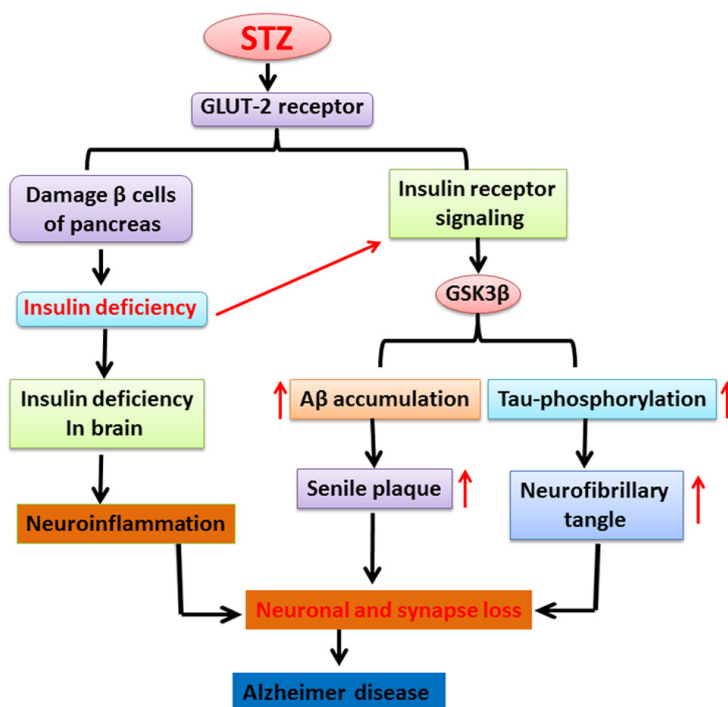 STZ
GLUT-2 receptor
Damage β cells
of pancreas
Insulin receptor
signaling
Insulin deficiency
GSK3β
Insulin deficiency
In brain
Aβ accumulation
Tau-phosphorylation
Senile plaque
Neurofibrillary
tangle
Neuroinflammation
Neuronal and synapse loss
Alzheimer disease